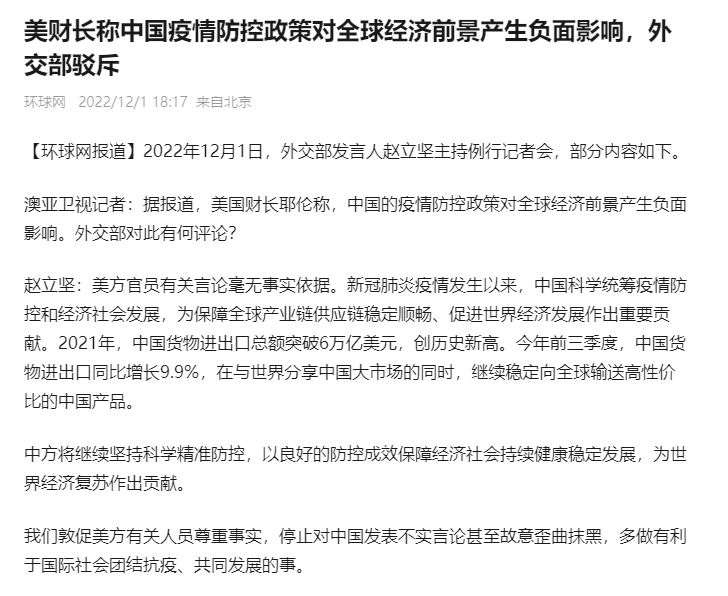 美财长称中国疫情防控政策对全球经济前景产生负面影响，外
交部驳斥
环球网 2022/12/1 18:17 来自北京
【环球网报道】2022年12月1日，外交部发言人赵立坚主持例行记者会，部分内容如下。
澳亚卫视记者：据报道，美国财长耶伦称，中国的疫情防控政策对全球经济前景产生负面
影响。外交部对此有何评论？
赵立坚：美方官员有关言论毫无事实依据。新冠肺炎疫情发生以来，中国科学统筹疫情防
控和经济社会发展，为保障全球产业链供应链稳定顺畅、促进世界经济发展作出重要贡
献。2021年，中国货物进出口总额突破6万亿美元，创历史新高。今年前三季度，中国货
物进出口同比增长9.9%，在与世界分享中国大市场的同时，继续稳定向全球输送高性价
比的中国产品。
中方将继续坚持科学精准防控，以良好的防控成效保障经济社会持续健康稳定发展，为世
界经济复苏作出贡献。
我们敦促美方有关人员尊重事实，停止对中国发表不实言论甚至故意歪曲抹黑，多做有利
于国际社会团结抗疫、共同发展的事。